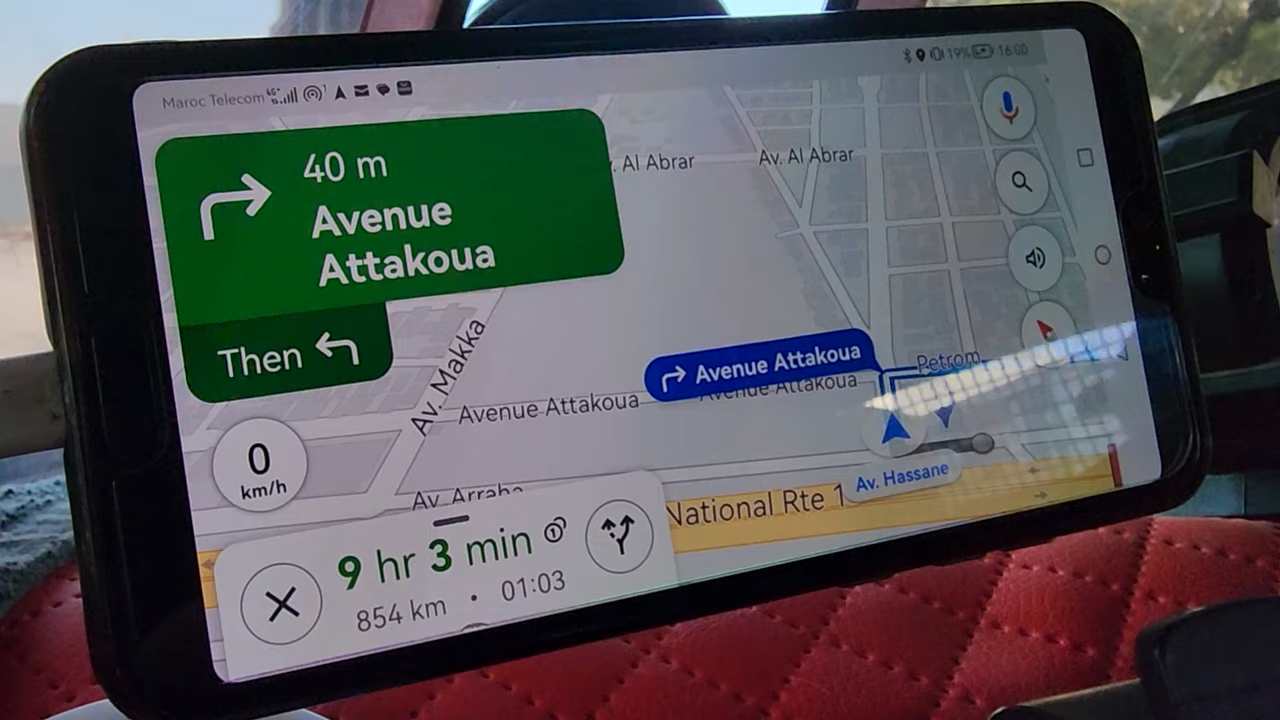 Maroc Telecom 4G+
19% 16:00
40 m
Avenue
Attakoua
Then
. Al Abrar
Av. Al Abrar
Av. Makka
Avenue Attakoua
Avenue Attakoua
Avenue Attakoua
Petrom
0
km/h
Av. Hassane
National Rte 1
9 hr 3 min
854 km • 01:03